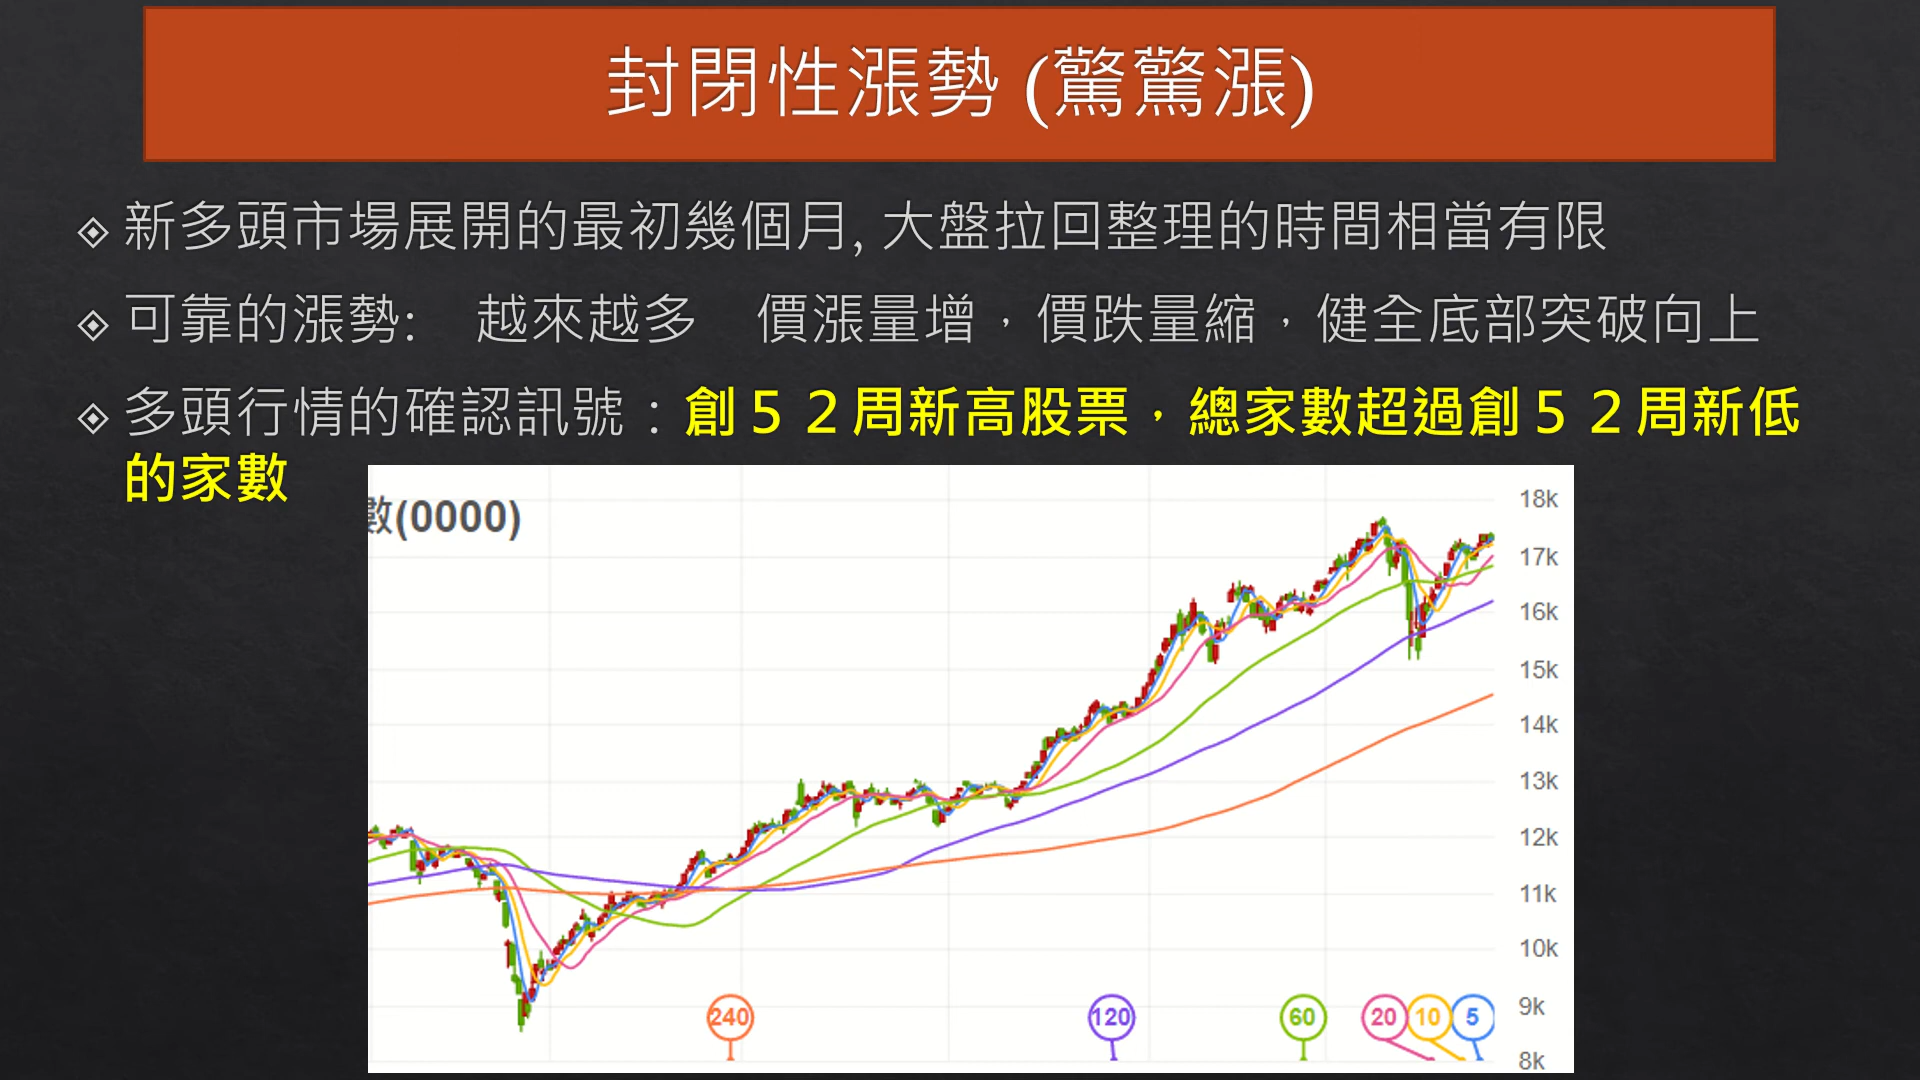 封閉性漲勢 (驚驚漲)
新多頭市場展開的最初幾個月, 大盤拉回整理的時間相當有限
可靠的漲勢:　越來越多　價漲量增，價跌量縮，健全底部突破向上
多頭行情的確認訊號：創５２周新高股票，總家數超過創５２周新低
的家數
數(0000)
18k
17k
16k
15k
14k
13k
12k
11k
10k
9k
8k
240 120 60 20 10 5